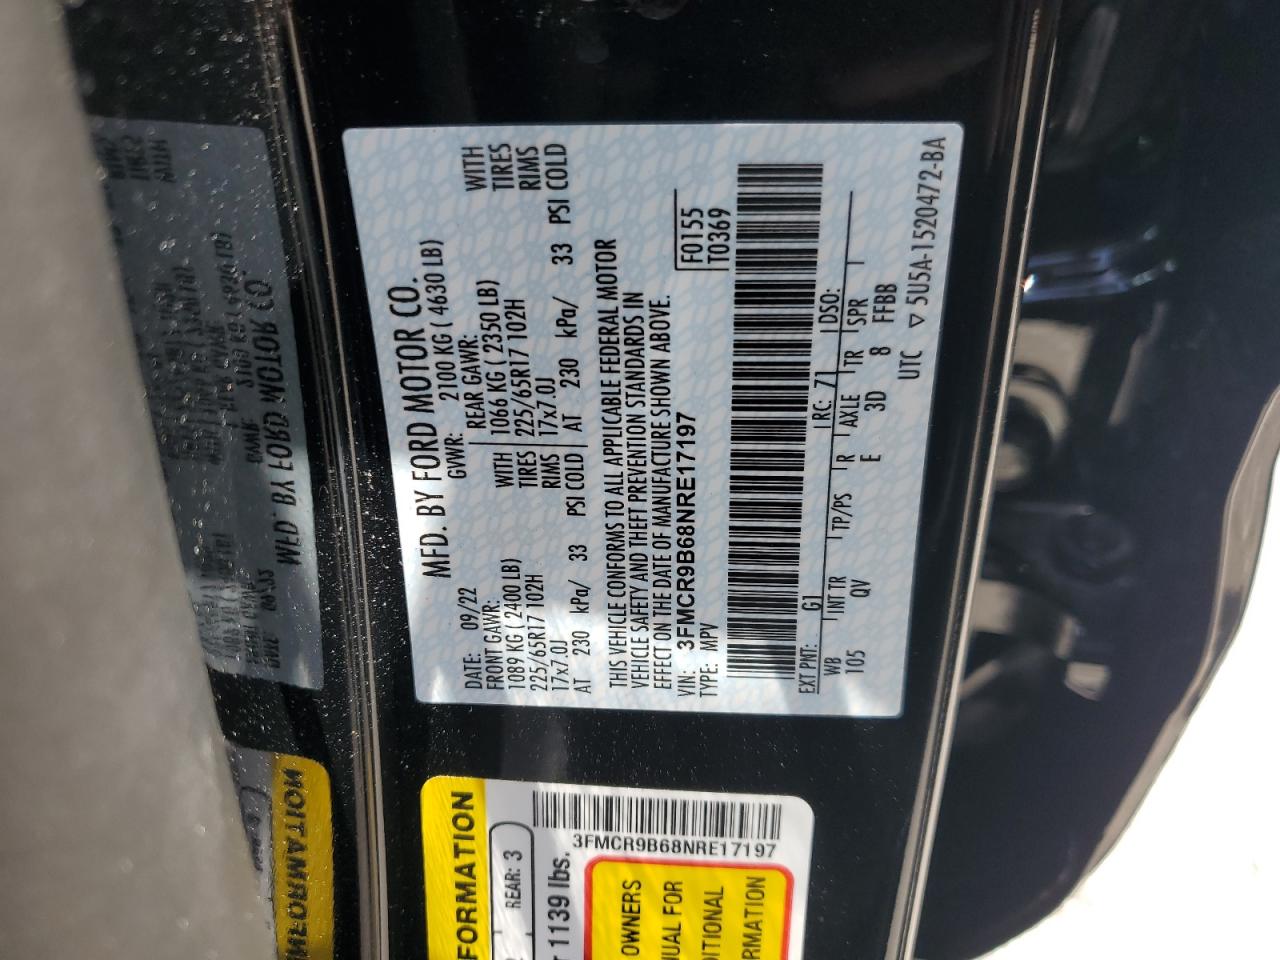 MFD. BY FORD MOTOR CO.
DATE: 09/22 GVWR: 2100 KG ( 4630 LB)
FRONT GAWR: REAR GAWR:
1089 KG ( 2400 LB) WITH 1066 KG ( 2350 LB) WITH
225/65R17 102H TIRES 225/65R17 102H TIRES
17x7.0J RIMS 17x7.0J RIMS
AT 230 kPa/ 33 PSI COLD AT 230 kPa/ 33 PSI COLD
THIS VEHICLE CONFORMS TO ALL APPLICABLE FEDERAL MOTOR
VEHICLE SAFETY AND THEFT PREVENTION STANDARDS IN
EFFECT ON THE DATE OF MANUFACTURE SHOWN ABOVE.
VIN: 3FMCR9B68NRE17197 F0155
TYPE: MPV T0369
EXT PNT: G1 RC: 71 DSO:
WB INT TR TP/PS R AXLE TR SPR
105 QV E 3D 8 FFBB
UTC ▽ 5U5A-1520472-BA
FORMATION
REAR: 3
1139 lbs.
3FMCR9B68NRE17197
OWNERS
UAL FOR
ITIONAL
RMATION